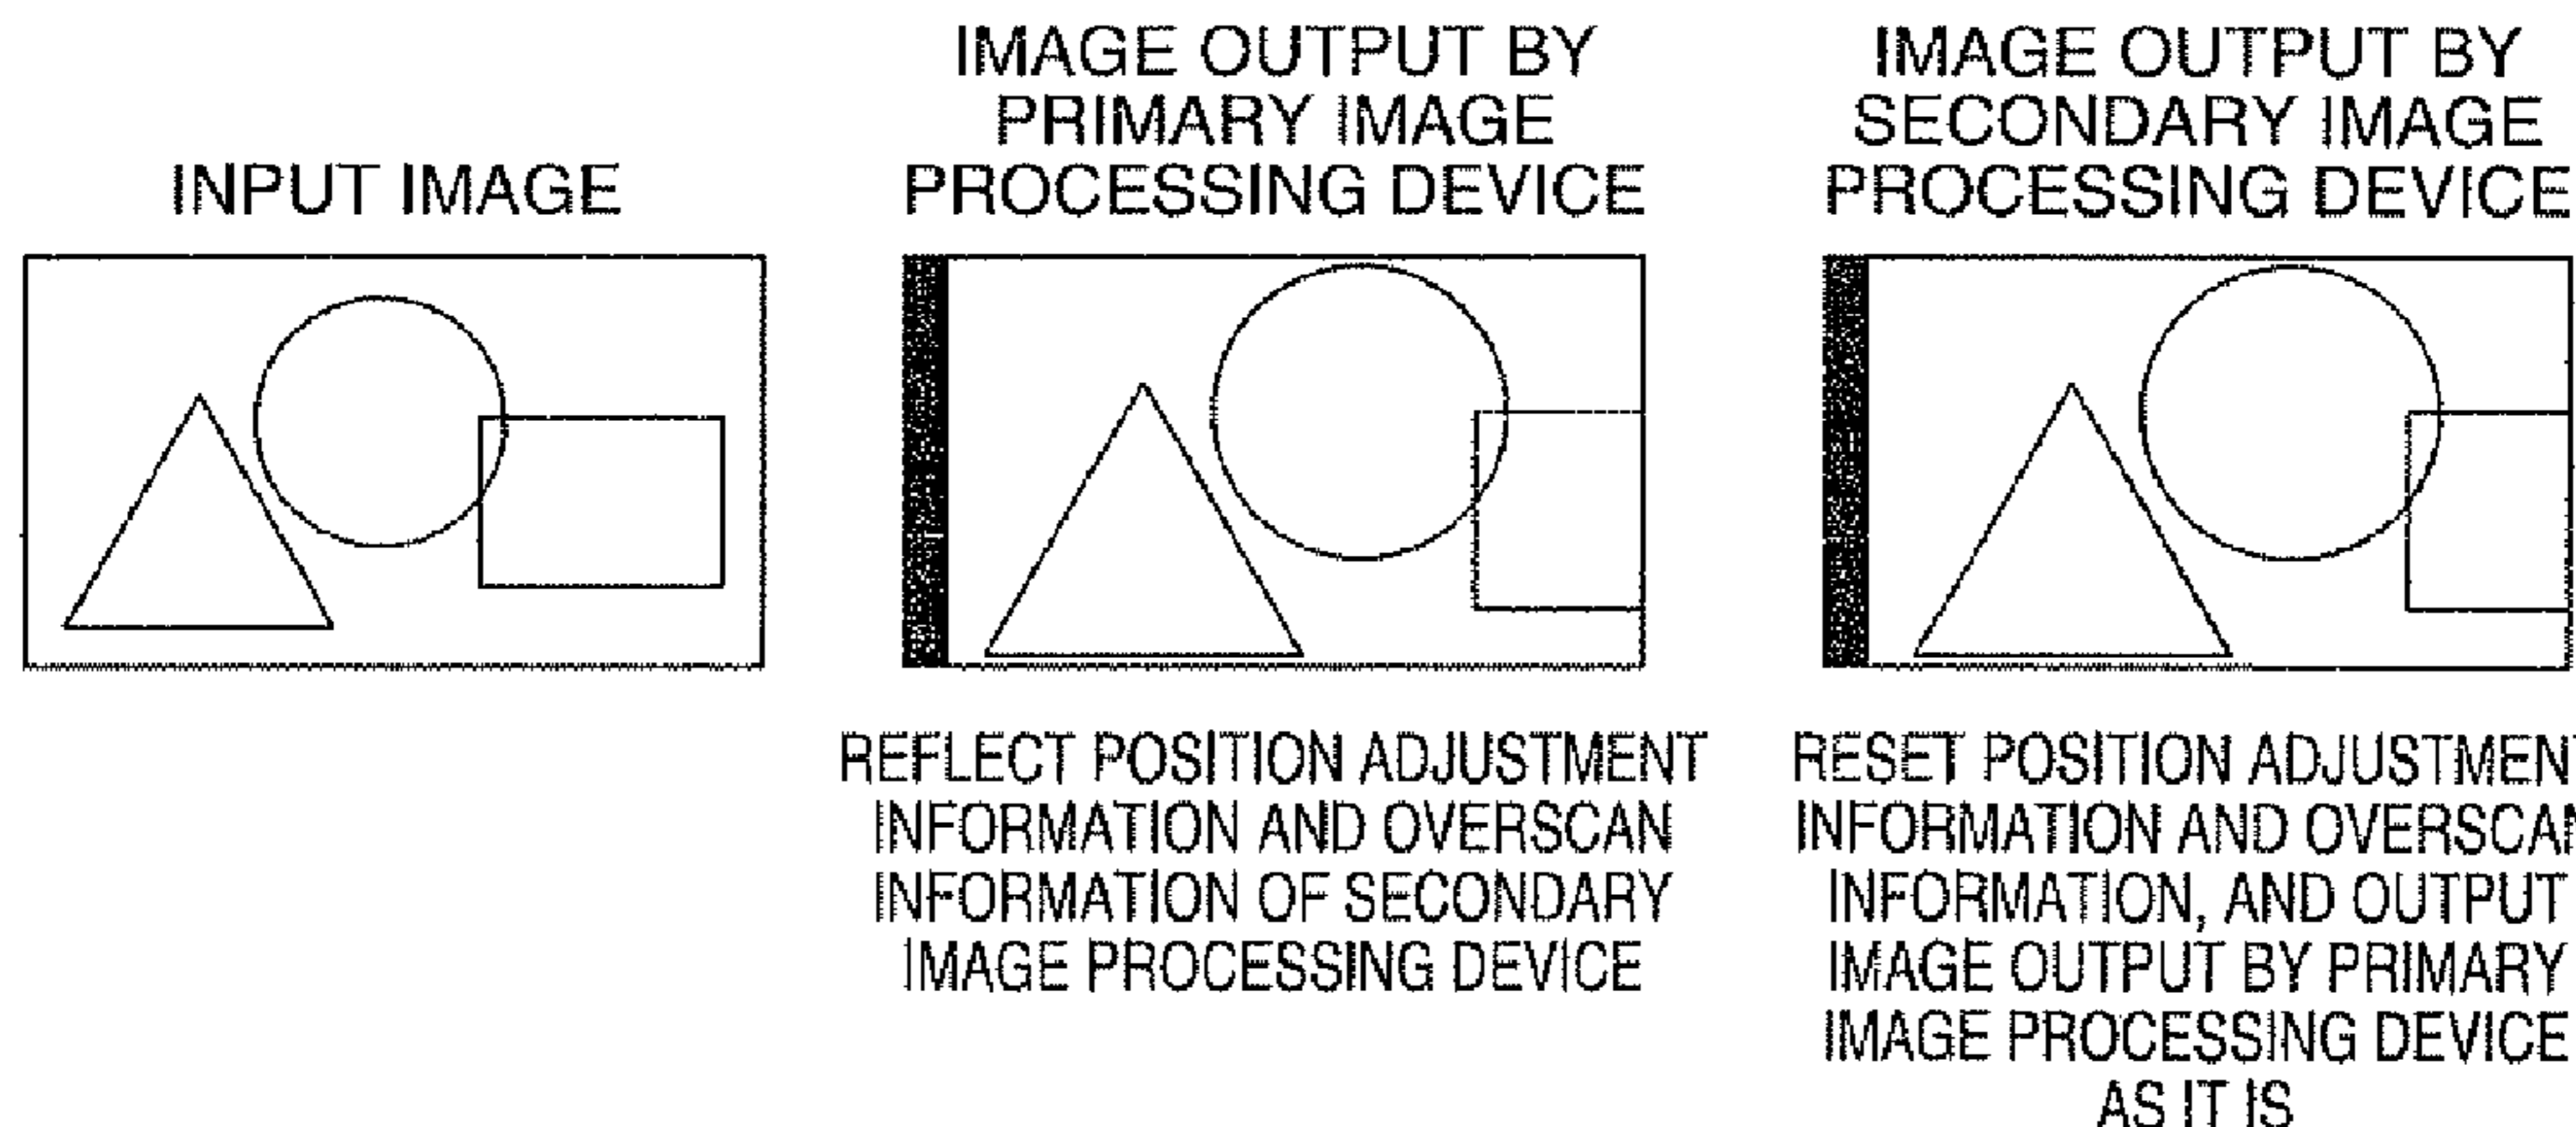 INPUT IMAGE
IMAGE OUTPUT BY
PRIMARY IMAGE
PROCESSING DEVICE
IMAGE OUTPUT BY
SECONDARY IMAGE
PROCESSING DEVICE
REFLECT POSITION ADJUSTMENT
INFORMATION AND OVERSCAN
INFORMATION OF SECONDARY
IMAGE PROCESSING DEVICE
RESET POSITION ADJUSTMENT
INFORMATION AND OVERSCAN
INFORMATION, AND OUTPUT
IMAGE OUTPUT BY PRIMARY
IMAGE PROCESSING DEVICE
AS IT IS